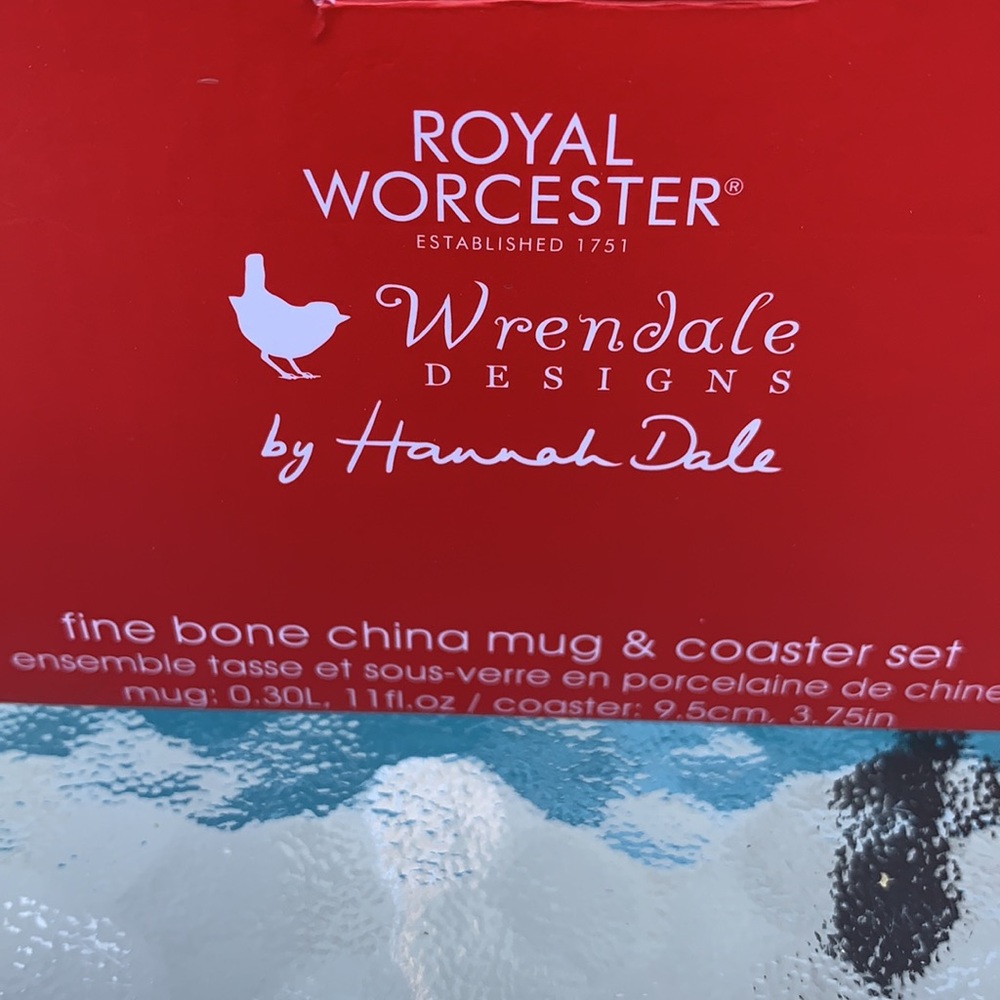 ROYAL
WORCESTER®
ESTABLISHED 1751
Wrendale
DESIGNS
by Hannah Dale
fine bone china mug & coaster set
ensemble tasse et sous-verre en porcelaine de chine
mug: 0.30L, 11fl.oz / coaster: 9.5cm, 3.75in